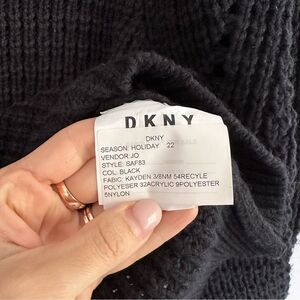 DKNY
DKNY
SEASON: HOLIDAY 22
VENDOR:JO
STYLE: SAF83
COL: BLACK
FABIC: KAYDEN 3/8NM 54RECYLE
POLYESER 32ACRYLIC 9POLYESTER
5NYLON